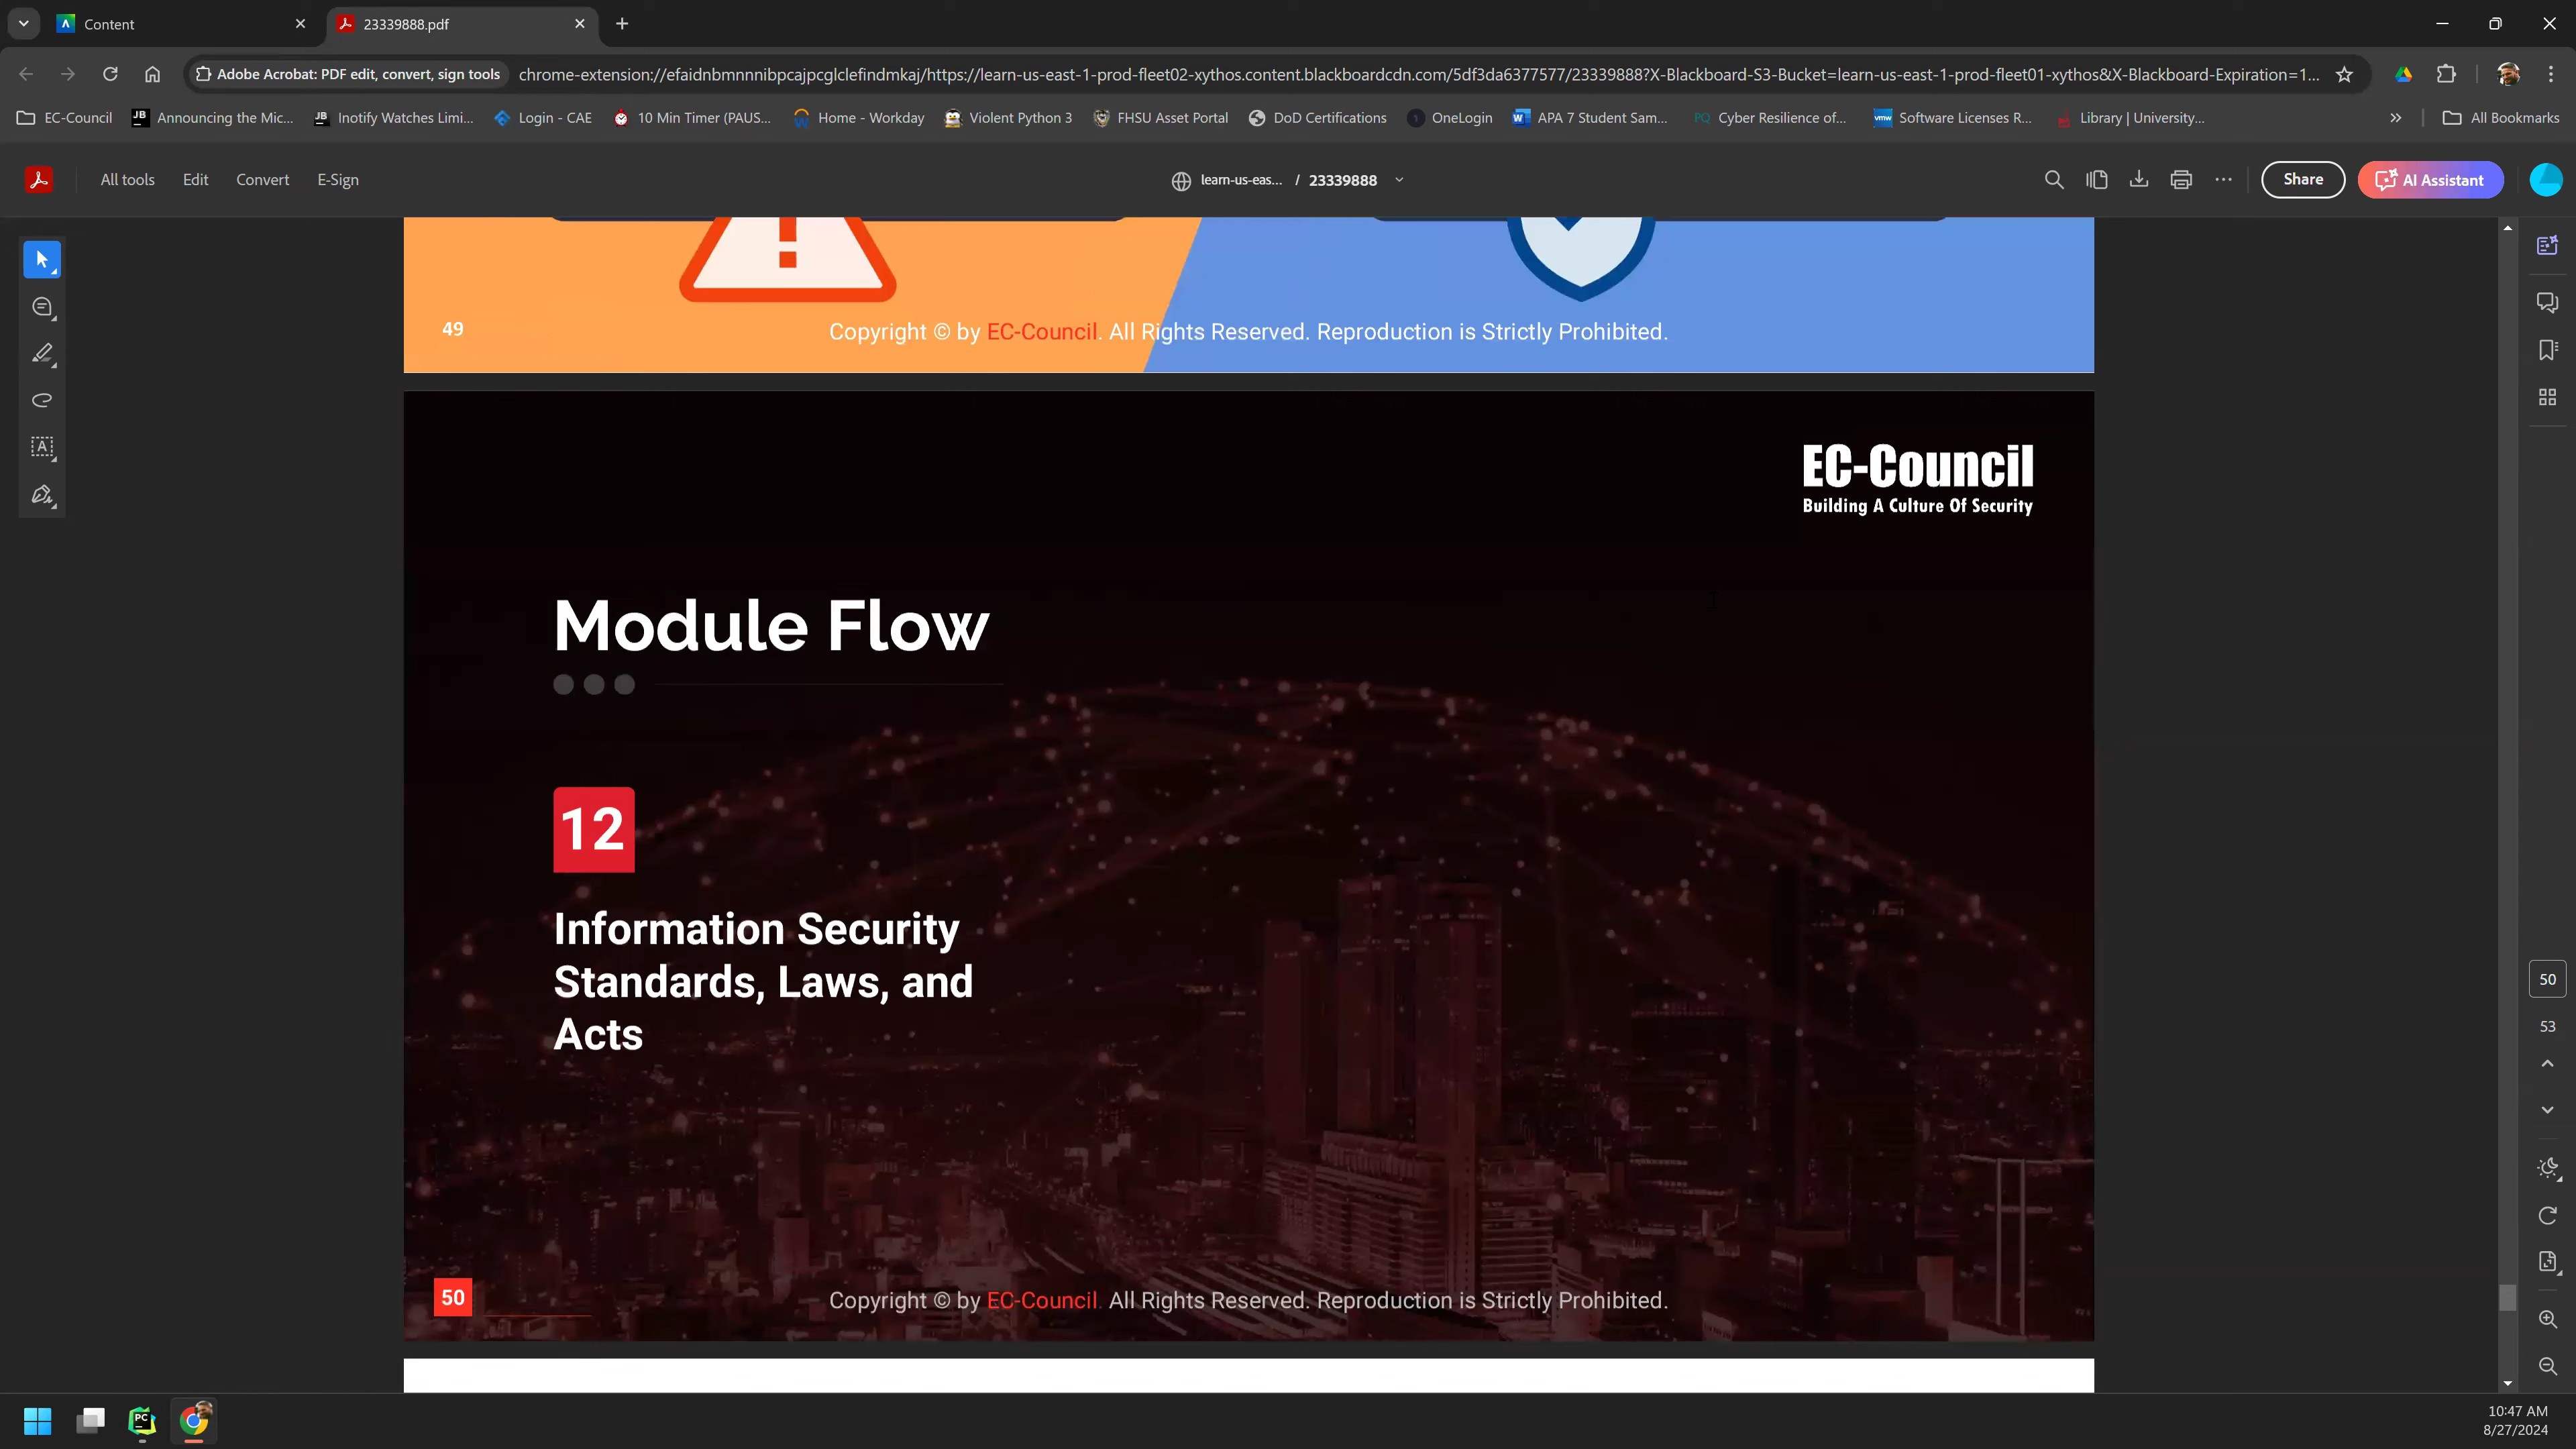 Content
23339888.pdf
Adobe Acrobat: PDF edit, convert, sign tools
chrome-extension://efaidnbmnnnibpcajpcglclefindmkaj/https://learn-us-east-1-prod-fleet02-xythos.content.blackboardcdn.com/5df3da6377577/23339888?X-Blackboard-S3-Bucket=learn-us-east-1-prod-fleet01-xythos&X-Blackboard-Expiration=1...
EC-Council
JB Announcing the Mic...
JB Inotify Watches Limi...
Login - CAE
10 Min Timer (PAUS...
Home - Workday
Violent Python 3
FHSU Asset Portal
DoD Certifications
OneLogin
W APA 7 Student Sam...
PQ Cyber Resilience of...
vmw Software Licenses R...
Library | University...
All Bookmarks
All tools
Edit
Convert
E-Sign
learn-us-eas... / 23339888
Share
AI Assistant
49
Copyright © by EC-Council. All Rights Reserved. Reproduction is Strictly Prohibited.
EC-Council
Building A Culture Of Security
Module Flow
12
Information Security
Standards, Laws, and
Acts
50
Copyright © by EC-Council. All Rights Reserved. Reproduction is Strictly Prohibited.
50
53
PC
10:47 AM
8/27/2024